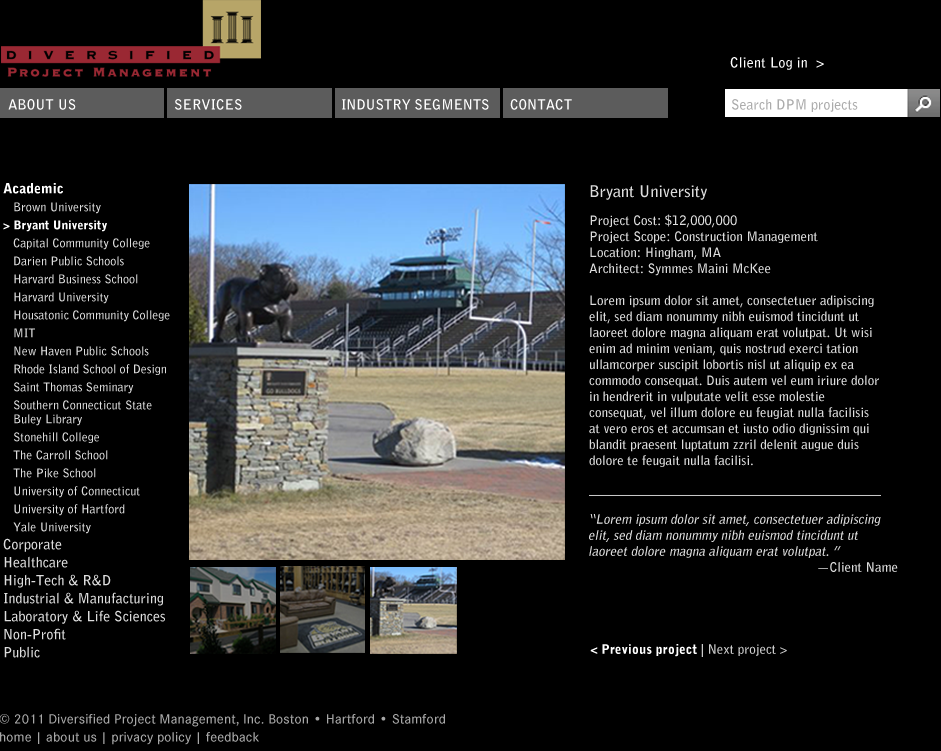 DIVERSIFIED
PROJECT MANAGEMENT
Client Log in >
ABOUT US
SERVICES
INDUSTRY SEGMENTS
CONTACT
Search DPM projects
Academic
Brown University
> Bryant University
Capital Community College
Darien Public Schools
Harvard Business School
Harvard University
Housatonic Community College
MIT
New Haven Public Schools
Rhode Island School of Design
Saint Thomas Seminary
Southern Connecticut State
Buley Library
Stonehill College
The Carroll School
The Pike School
University of Connecticut
University of Hartford
Yale University
Corporate
Healthcare
High-Tech & R&D
Industrial & Manufacturing
Laboratory & Life Sciences
Non-Profit
Public
GO BULLDOGS
Bryant University
Project Cost: $12,000,000
Project Scope: Construction Management
Location: Hingham, MA
Architect: Symmes Maini McKee
Lorem ipsum dolor sit amet, consectetuer adipiscing
elit, sed diam nonummy nibh euismod tincidunt ut
laoreet dolore magna aliquam erat volutpat. Ut wisi
enim ad minim veniam, quis nostrud exerci tation
ullamcorper suscipit lobortis nisl ut aliquip ex ea
commodo consequat. Duis autem vel eum iriure dolor
in hendrerit in vulputate velit esse molestie
consequat, vel illum dolore eu feugiat nulla facilisis
at vero eros et accumsan et iusto odio dignissim qui
blandit praesent luptatum zzril delenit augue duis
dolore te feugait nulla facilisi.
“Lorem ipsum dolor sit amet, consectetuer adipiscing
elit, sed diam nonummy nibh euismod tincidunt ut
laoreet dolore magna aliquam erat volutpat. ”
—Client Name
< Previous project | Next project >
© 2011 Diversified Project Management, Inc. Boston • Hartford • Stamford
home | about us | privacy policy | feedback